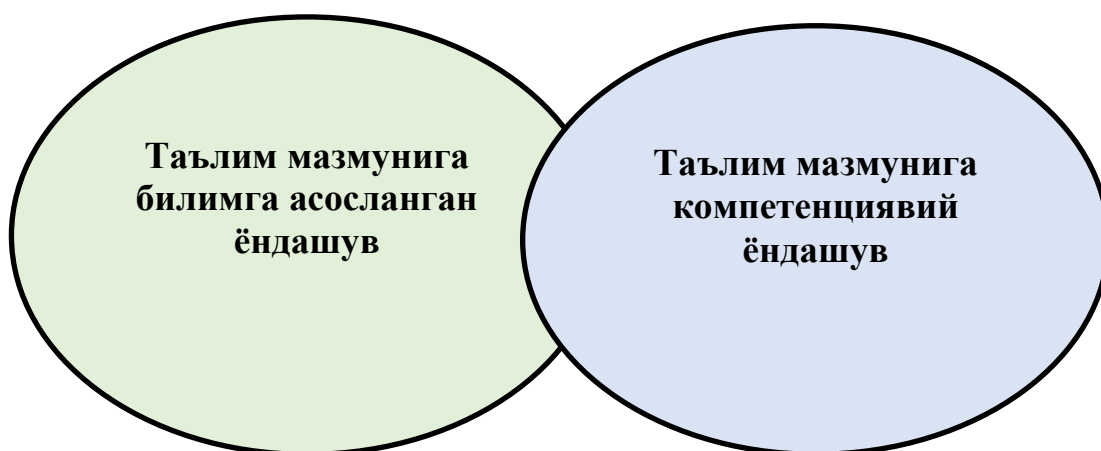 Таълим мазмунига
билимга асосланган
ёндашув
Таълим мазмунига
компетенциявий
ёндашув